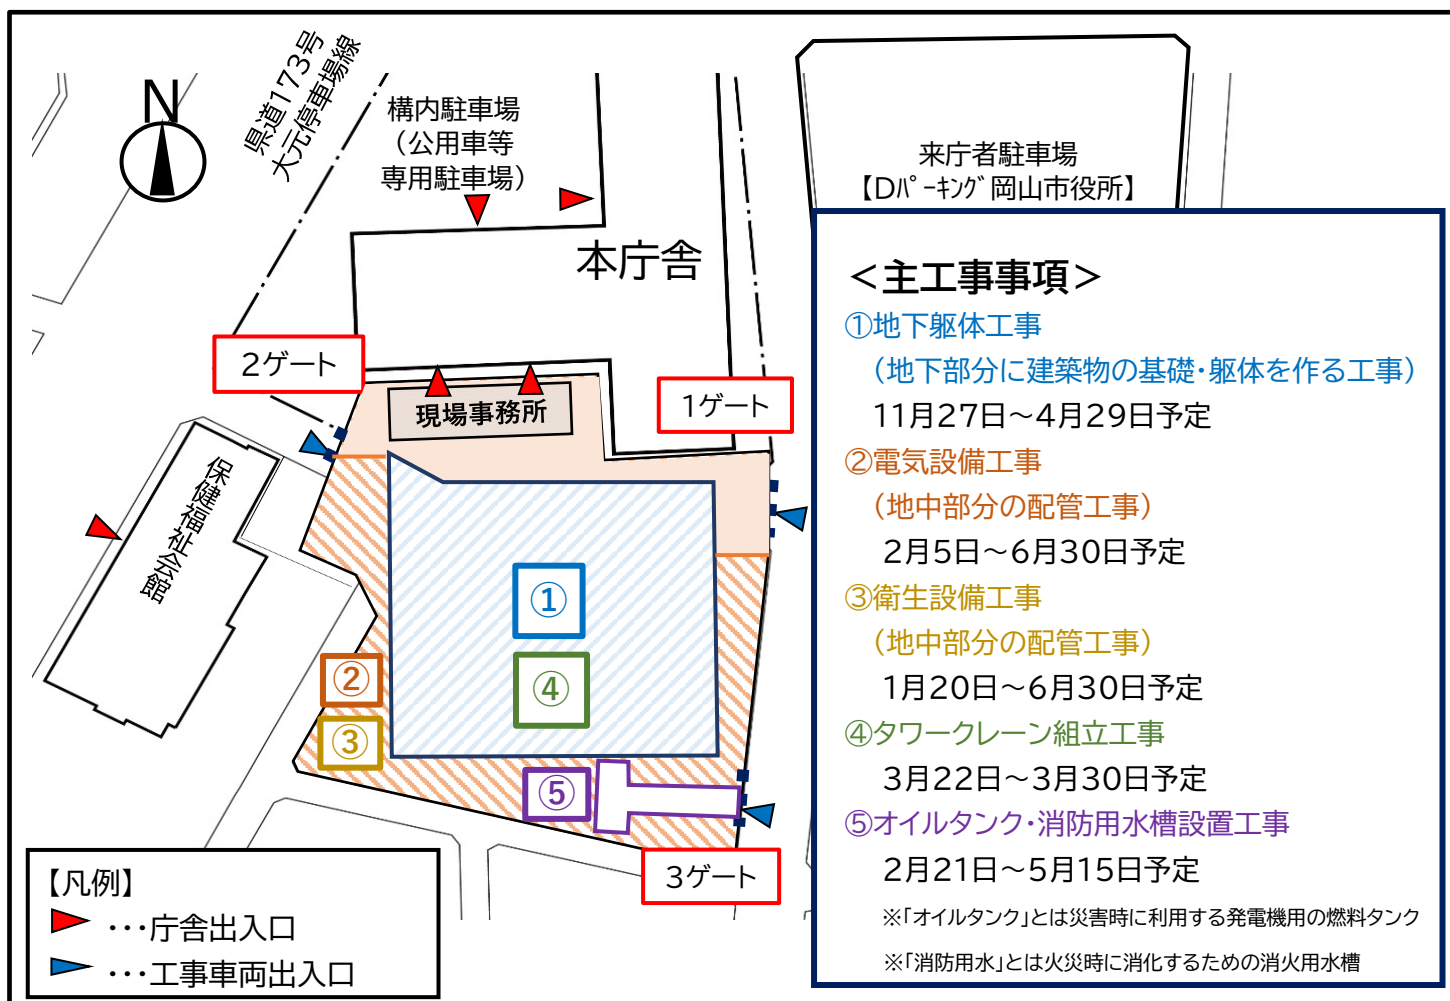 N
県道173号
大元停車場線
構内駐車場
（公用車等
専用駐車場）
来庁者駐車場
【Dﾊﾟｰｷﾝｸﾞ岡山市役所】
本庁舎
2ゲート
1ゲート
現場事務所
保健福祉会館
①
②
④
③
⑤
3ゲート
＜主工事事項＞
①地下躯体工事
（地下部分に建築物の基礎・躯体を作る工事）
11月27日～4月29日予定
②電気設備工事
（地中部分の配管工事）
2月5日～6月30日予定
③衛生設備工事
（地中部分の配管工事）
1月20日～6月30日予定
④タワークレーン組立工事
3月22日～3月30日予定
⑤オイルタンク・消防用水槽設置工事
2月21日～5月15日予定
※「オイルタンク」とは災害時に利用する発電機用の燃料タンク
※「消防用水」とは火災時に消化するための消火用水槽
【凡例】
・・・庁舎出入口
・・・工事車両出入口